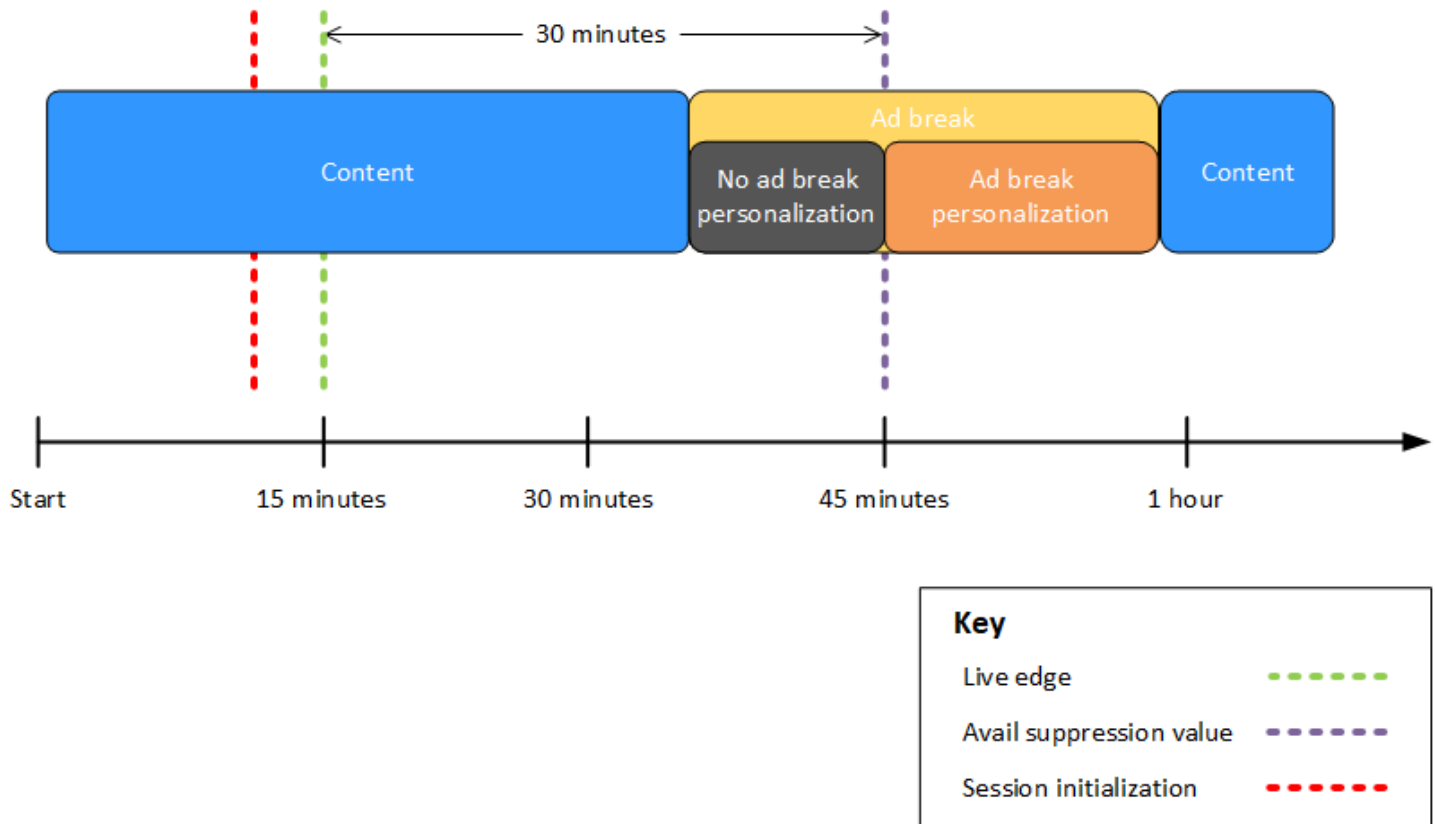 30 minutes
Ad break
Content
No ad break
personalization
Ad break
personalization
Content
Start
15 minutes
30 minutes
45 minutes
1 hour
Key
Live edge
Avail suppression value
Session initialization